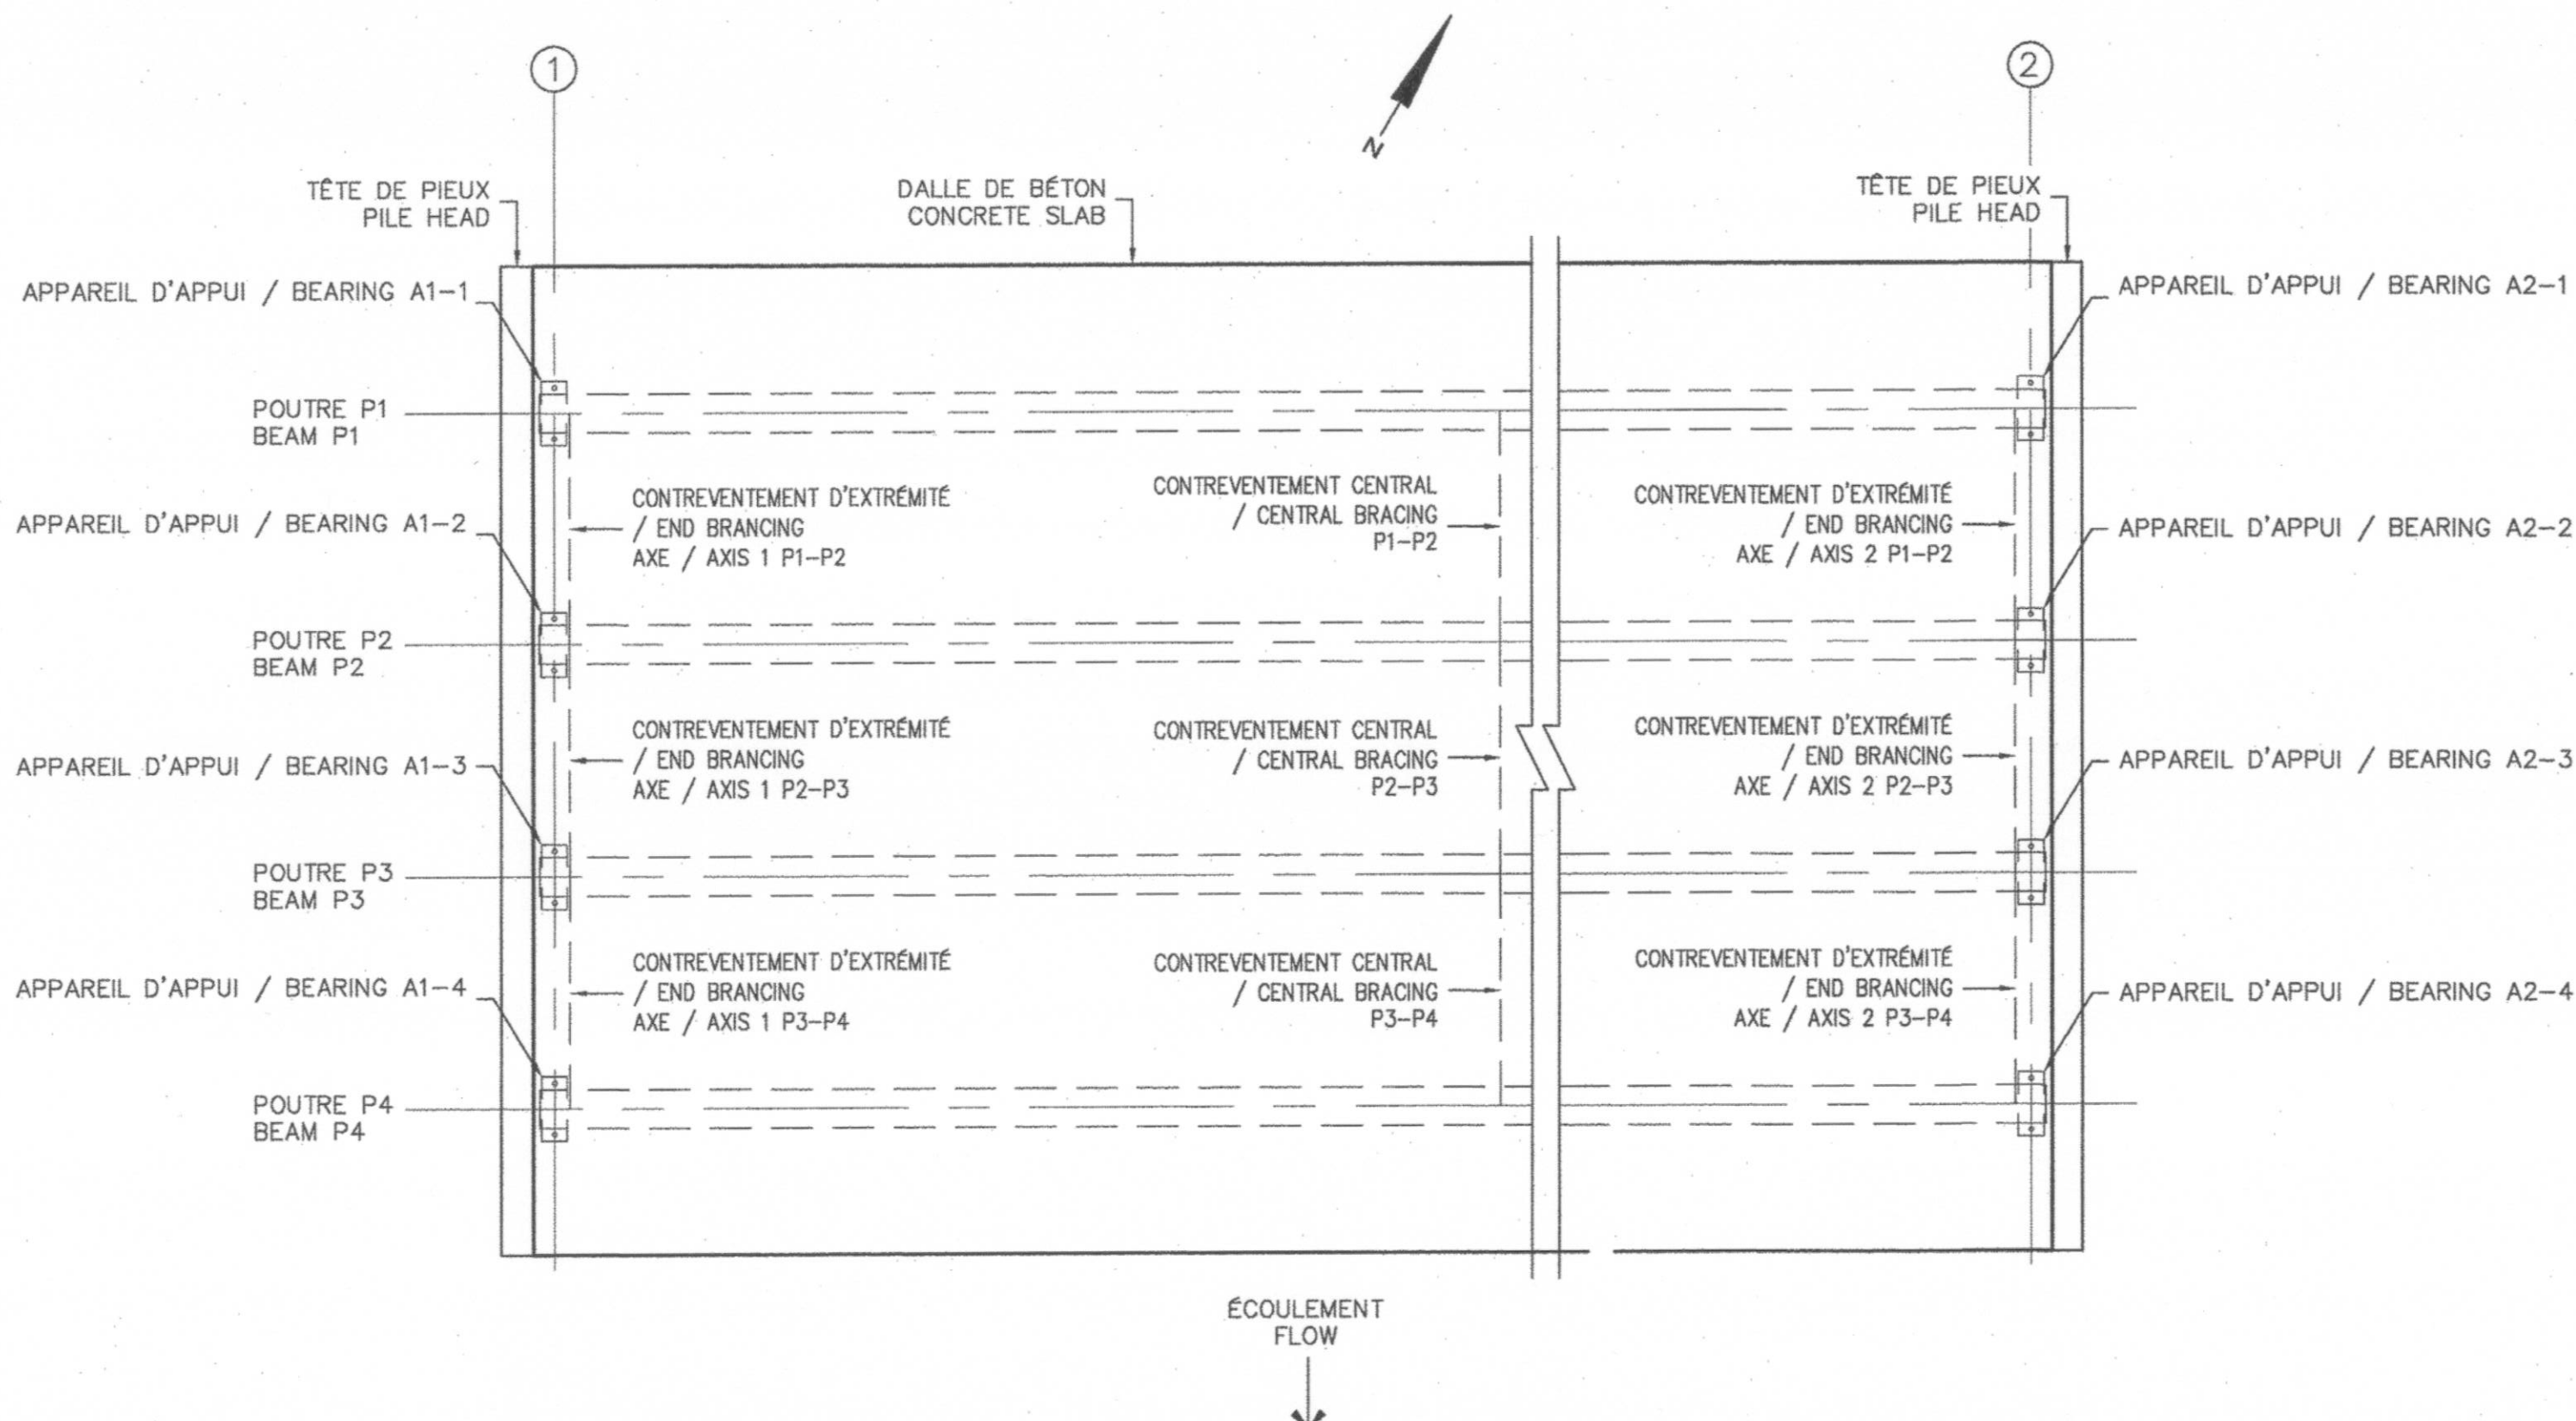 1
2
N
TÊTE DE PIEUX
PILE HEAD
DALLE DE BÉTON
CONCRETE SLAB
TÊTE DE PIEUX
PILE HEAD
APPAREIL D'APPUI / BEARING A1-1
APPAREIL D'APPUI / BEARING A2-1
POUTRE P1
BEAM P1
CONTREVENTEMENT D'EXTRÉMITÉ
/ END BRANCING
AXE / AXIS 1 P1-P2
CONTREVENTEMENT CENTRAL
/ CENTRAL BRACING
P1-P2
CONTREVENTEMENT D'EXTRÉMITÉ
/ END BRANCING
AXE / AXIS 2 P1-P2
APPAREIL D'APPUI / BEARING A1-2
APPAREIL D'APPUI / BEARING A2-2
POUTRE P2
BEAM P2
CONTREVENTEMENT D'EXTRÉMITÉ
/ END BRANCING
AXE / AXIS 1 P2-P3
CONTREVENTEMENT CENTRAL
/ CENTRAL BRACING
P2-P3
CONTREVENTEMENT D'EXTRÉMITÉ
/ END BRANCING
AXE / AXIS 2 P2-P3
APPAREIL D'APPUI / BEARING A1-3
APPAREIL D'APPUI / BEARING A2-3
POUTRE P3
BEAM P3
CONTREVENTEMENT D'EXTRÉMITÉ
/ END BRANCING
AXE / AXIS 1 P3-P4
CONTREVENTEMENT CENTRAL
/ CENTRAL BRACING
P3-P4
CONTREVENTEMENT D'EXTRÉMITÉ
/ END BRANCING
AXE / AXIS 2 P3-P4
APPAREIL D'APPUI / BEARING A1-4
APPAREIL D'APPUI / BEARING A2-4
POUTRE P4
BEAM P4
ÉCOULEMENT
FLOW